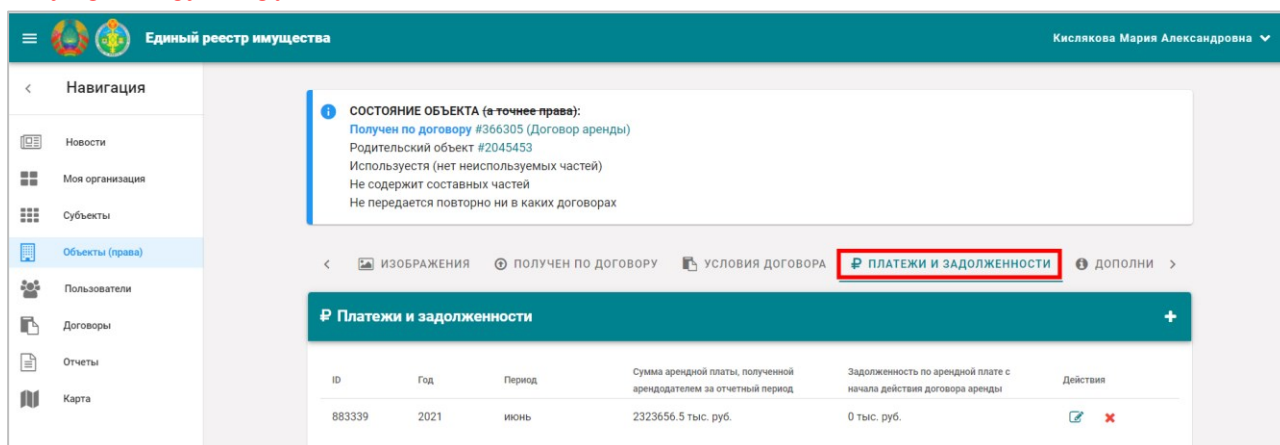 Единый реестр имущества
Кислякова Мария Александровна
Навигация
Новости
Моя организация
Субъекты
Объекты (права)
Пользователи
Договоры
Отчеты
Карта
СОСТОЯНИЕ ОБЪЕКТА (а точнее права):
Получен по договору #366305 (Договор аренды)
Родительский объект #2045453
Используестя (нет неиспользуемых частей)
Не содержит составных частей
Не передается повторно ни в каких договорах
ИЗОБРАЖЕНИЯ ПОЛУЧЕН ПО ДОГОВОРУ УСЛОВИЯ ДОГОВОРА ₽ ПЛАТЕЖИ И ЗАДОЛЖЕННОСТИ ДОПОЛНИ
₽ Платежи и задолженности
ID Год Период Сумма арендной платы, полученной Задолженность по арендной плате с Действия
арендодателем за отчетный период начала действия договора аренды
883339 2021 июнь 2323656.5 тыс. руб. 0 тыс. руб.